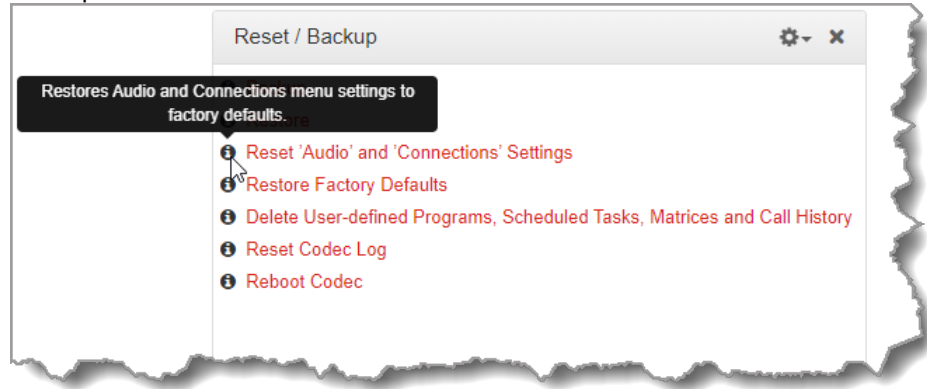 Reset / Backup
Restores Audio and Connections menu settings to
factory defaults.
Restore
Reset 'Audio' and 'Connections' Settings
Restore Factory Defaults
Delete User-defined Programs, Scheduled Tasks, Matrices and Call History
Reset Codec Log
Reboot Codec